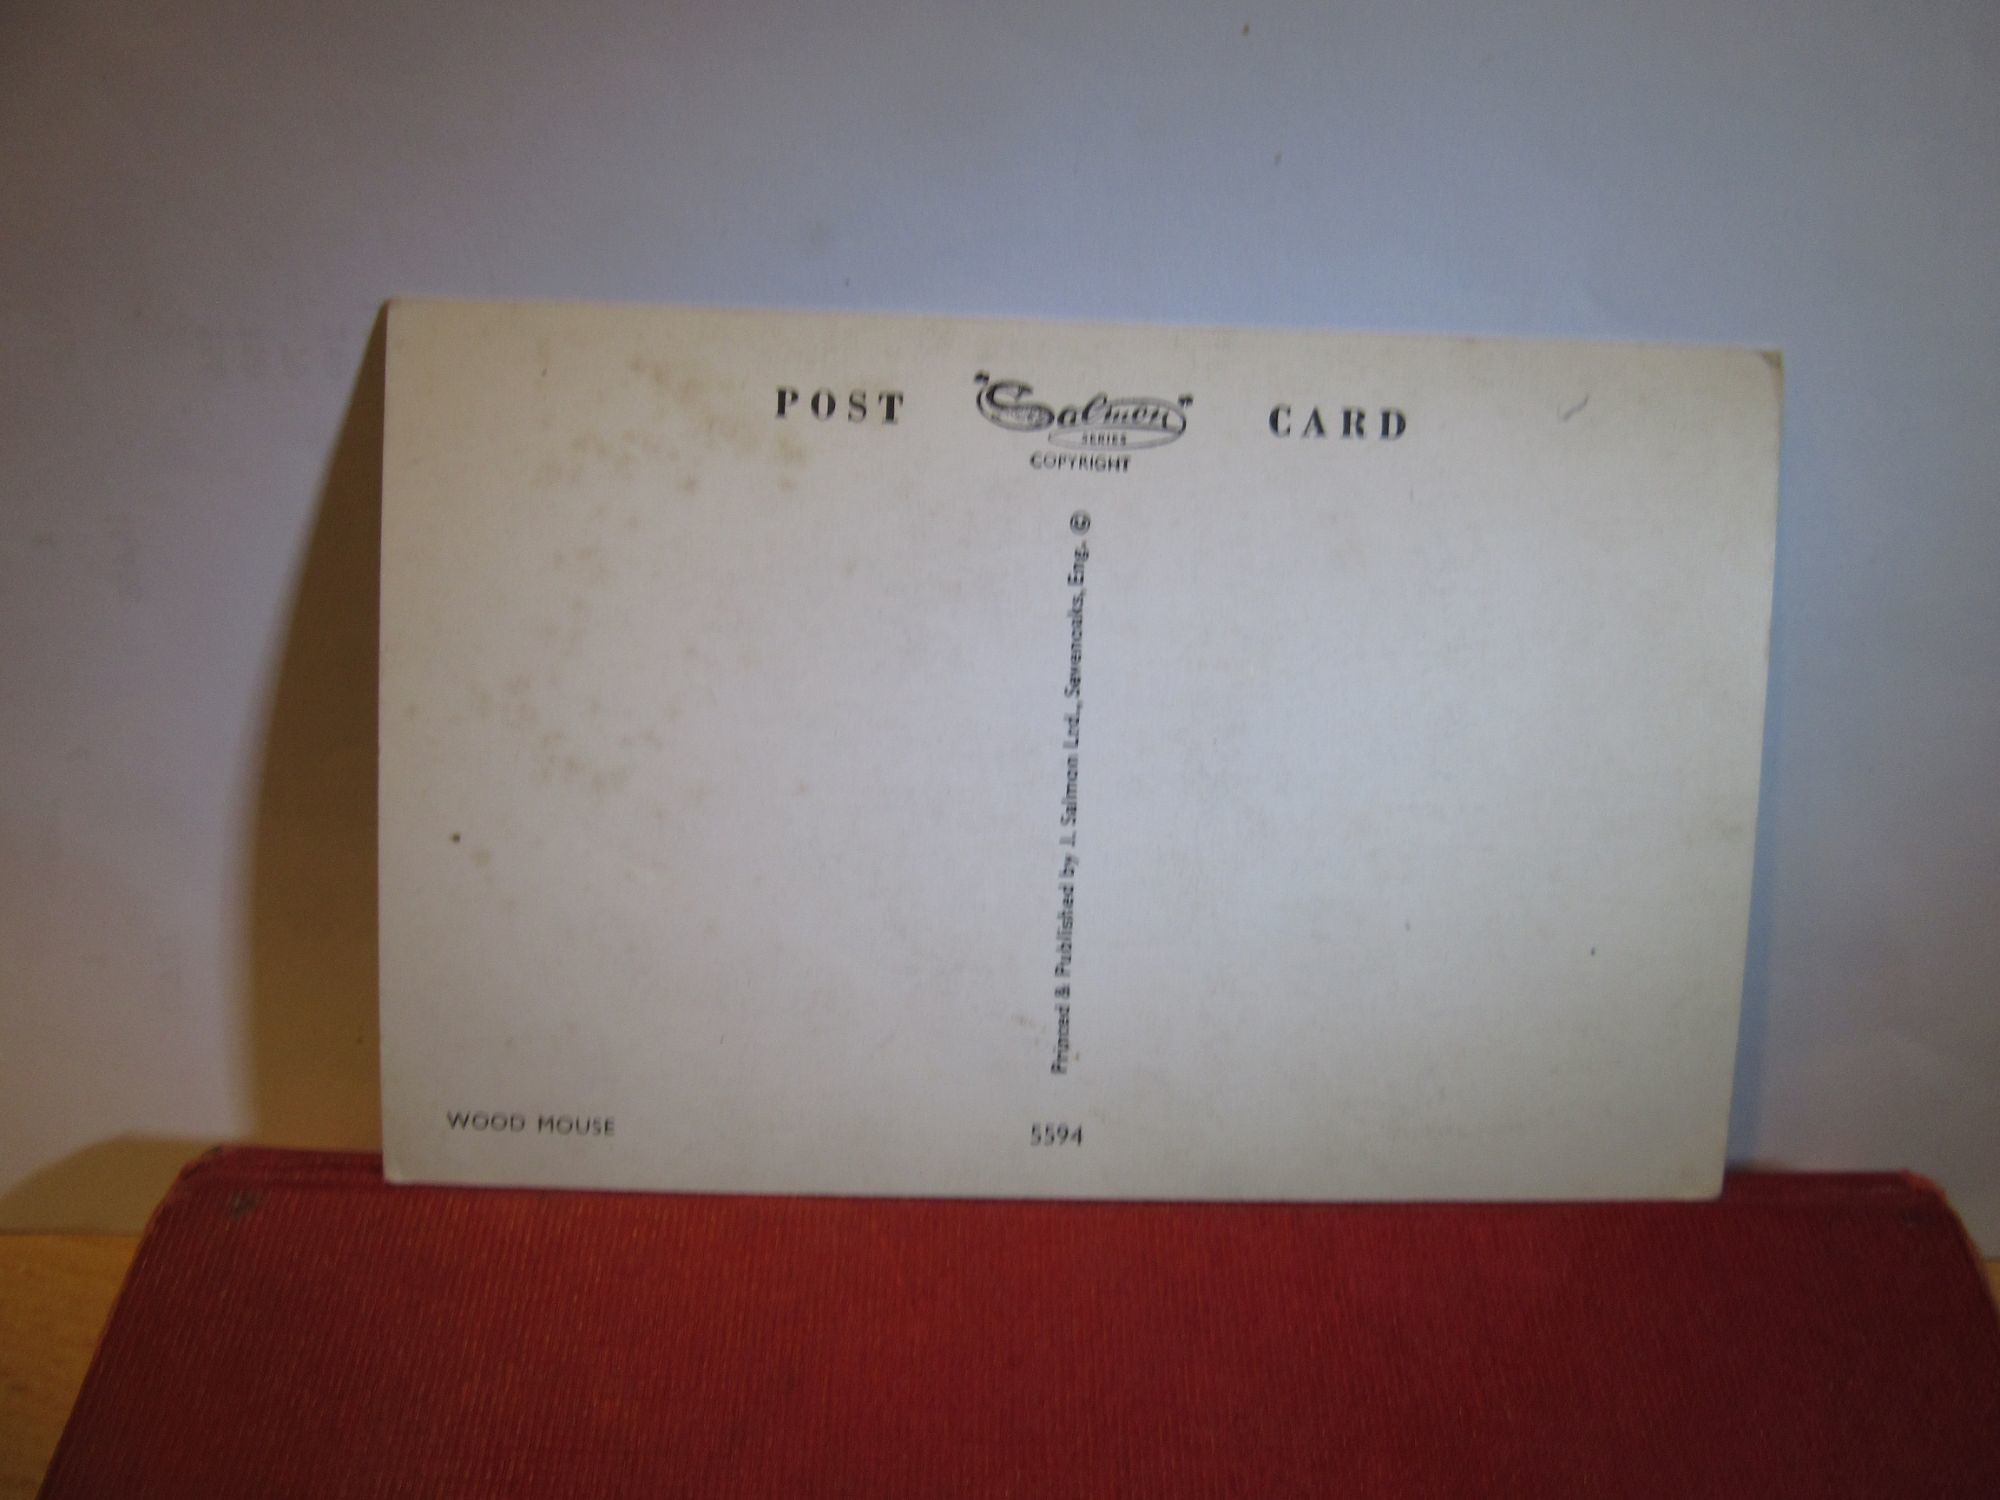 POST "Salmon" CARD
SERIES
COPYRIGHT
Printed & Published by J. Salmon Ltd., Sevenoaks, Eng. ©
WOOD MOUSE
5594